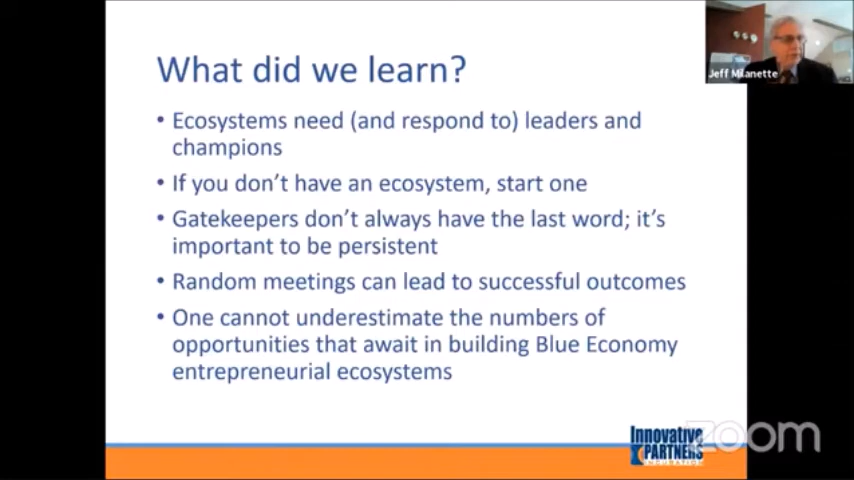 What did we learn?
• Ecosystems need (and respond to) leaders and
champions
• If you don't have an ecosystem, start one
• Gatekeepers don't always have the last word; it's
important to be persistent
• Random meetings can lead to successful outcomes
• One cannot underestimate the numbers of
opportunities that await in building Blue Economy
entrepreneurial ecosystems
Jeff Milanette
Innovative
PARTNERS
zoom